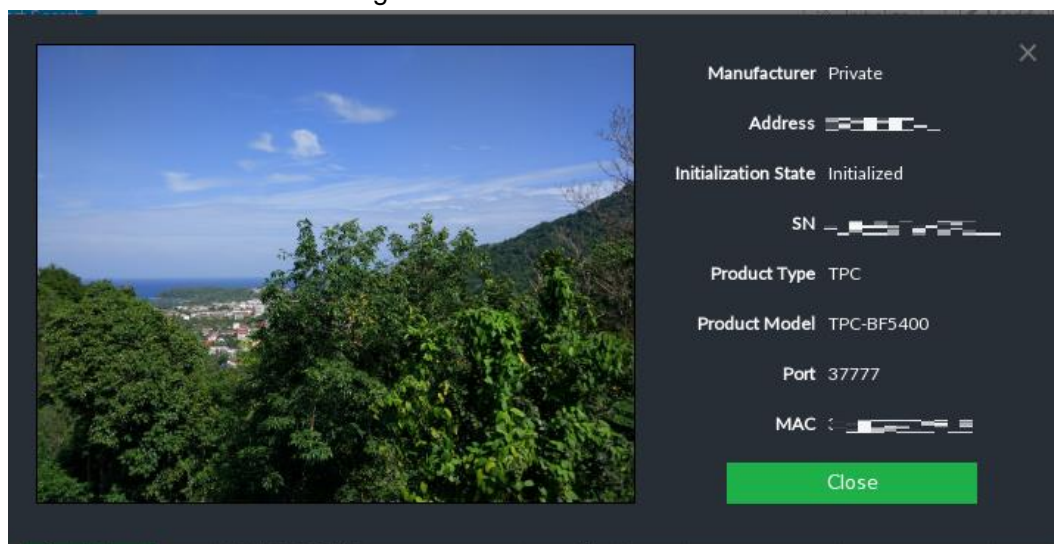 Manufacturer Private
Address
Initialization State Initialized
SN
Product Type TPC
Product Model TPC-BF5400
Port 37777
MAC
Close